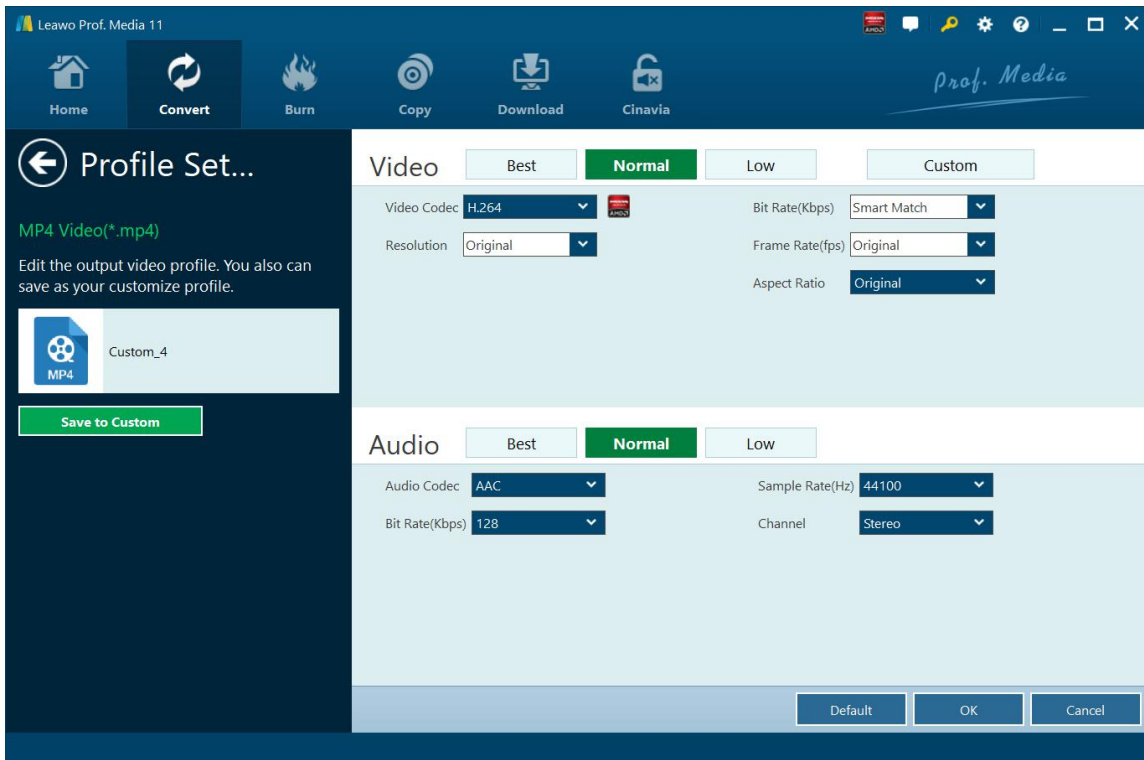 Leawo Prof. Media 11
AMD
Home
Convert
Burn
Copy
Download
Cinavia
Prof. Media
Profile Set...
MP4 Video(*.mp4)
Edit the output video profile. You also can
save as your customize profile.
MP4
Custom_4
Save to Custom
Video
Best
Normal
Low
Custom
Video Codec H.264
AMD
Bit Rate(Kbps) Smart Match
Resolution Original
Frame Rate(fps) Original
Aspect Ratio Original
Audio
Best
Normal
Low
Audio Codec AAC
Sample Rate(Hz) 44100
Bit Rate(Kbps) 128
Channel Stereo
Default
OK
Cancel